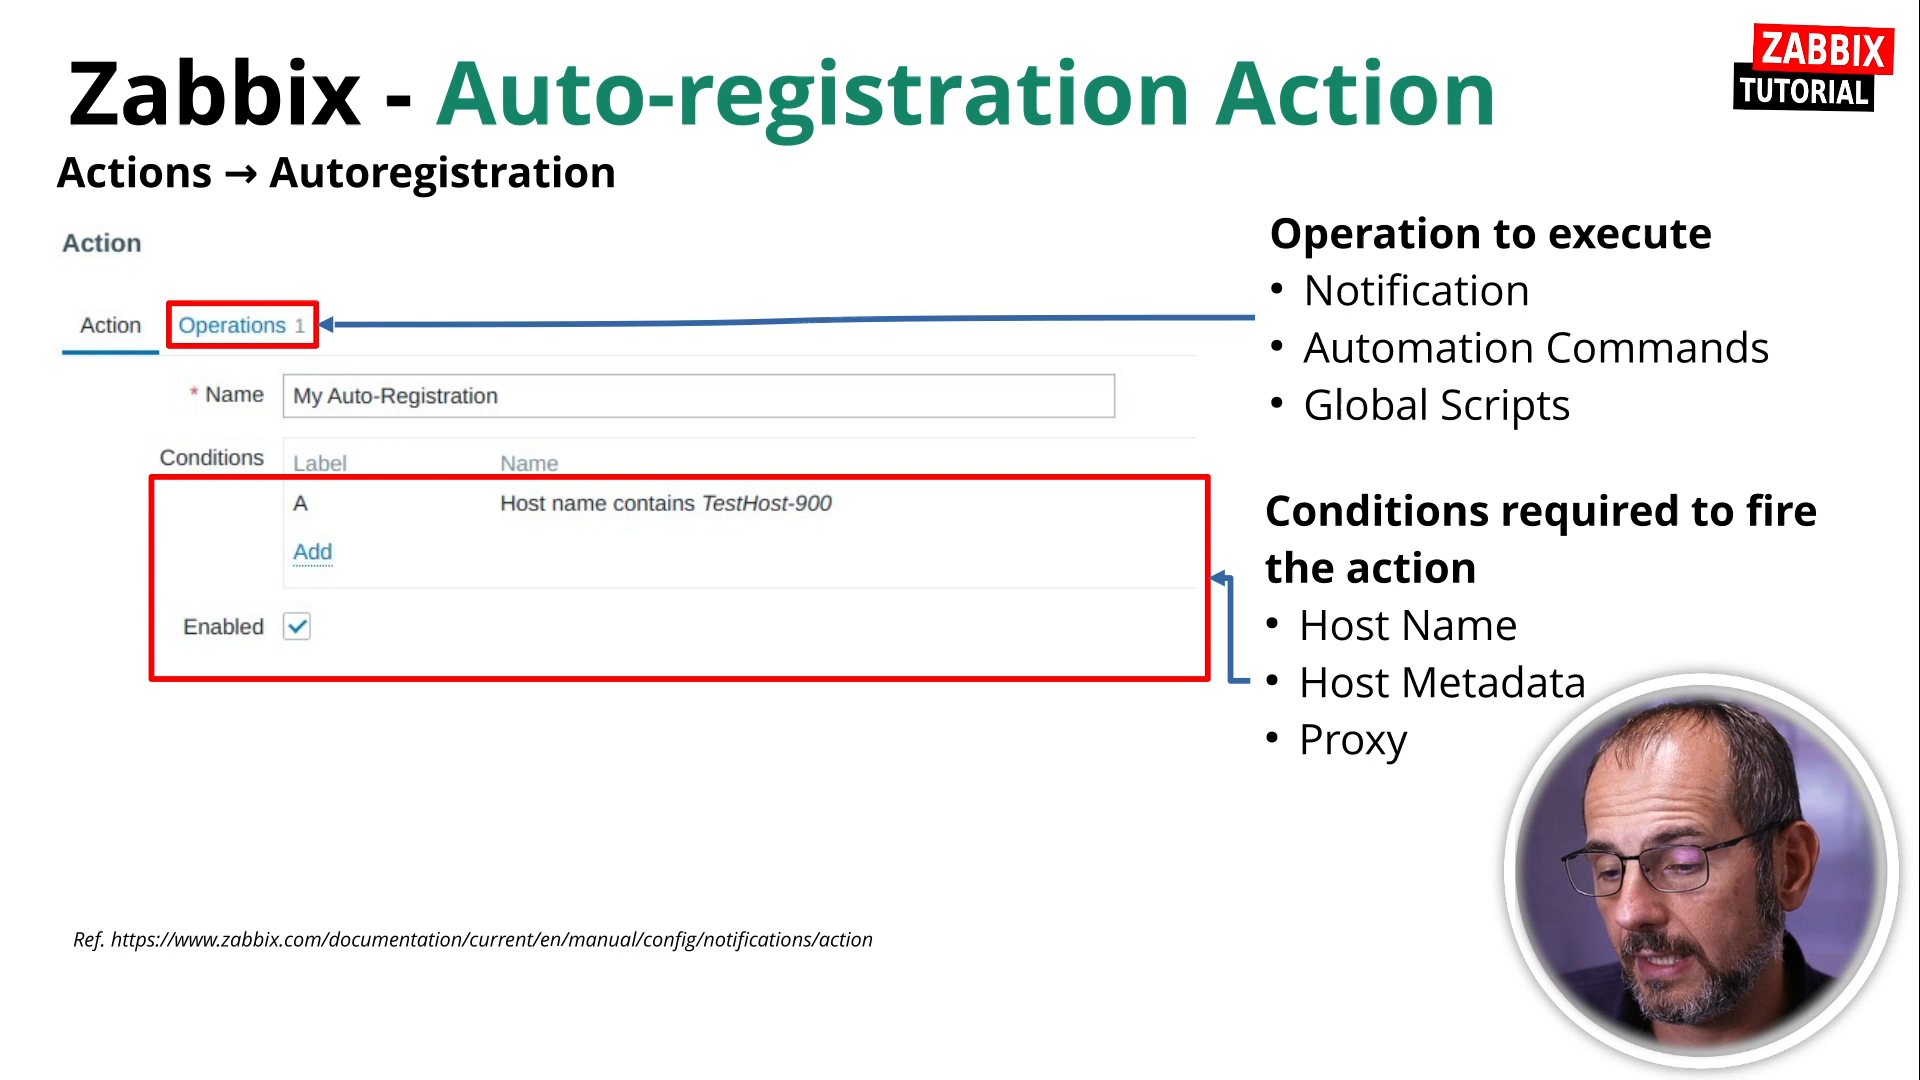 Zabbix - Auto-registration Action
ZABBIX
TUTORIAL
Actions → Autoregistration
Action
Action
Operations 1
* Name
My Auto-Registration
Conditions
Label Name
A Host name contains TestHost-900
Add
Enabled
Operation to execute
• Notification
• Automation Commands
• Global Scripts
Conditions required to fire
the action
• Host Name
• Host Metadata
• Proxy
Ref. https://www.zabbix.com/documentation/current/en/manual/config/notifications/action